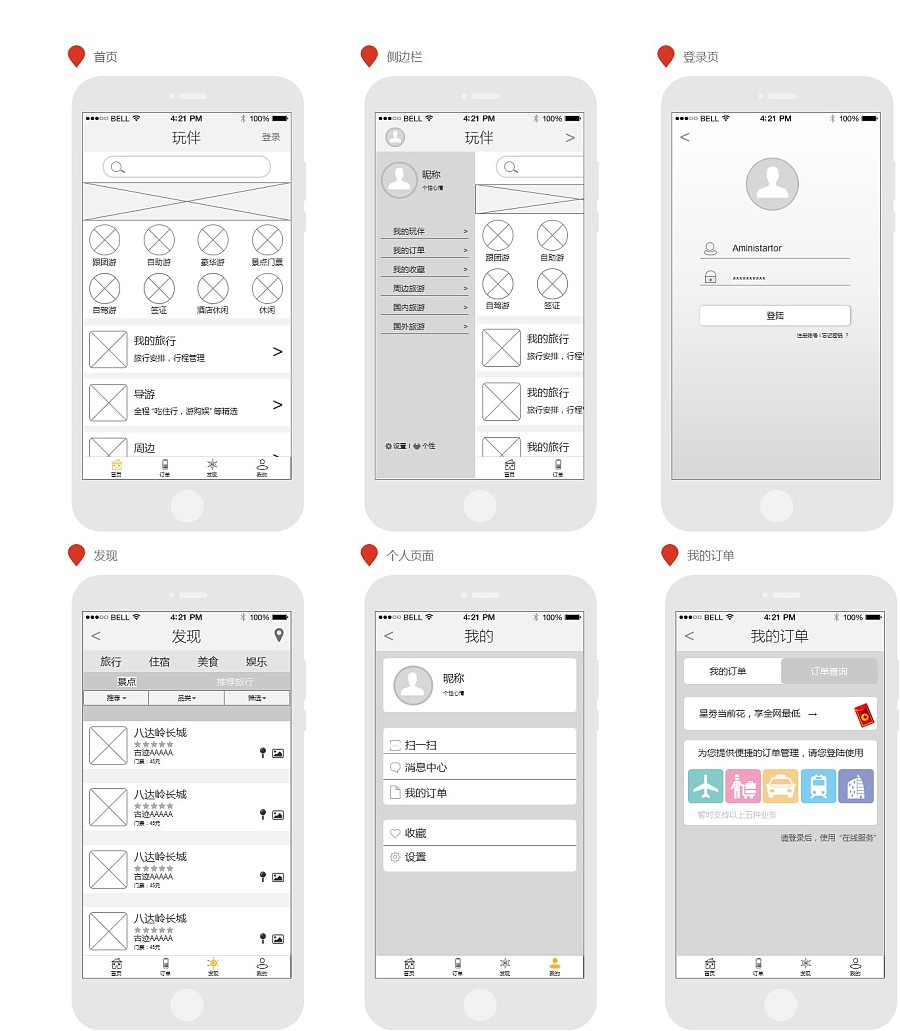 首页
●●●○○ BELL 4:21 PM 100%
玩伴 登录
跟团游 自助游 豪华游 景点门票
自驾游 签证 酒店休闲 休闲
我的旅行
旅行安排，行程管理
>
导游
全程 "吃住行，游购娱" 等精选
>
周边
首页 订单 发现 我的
侧边栏
●●●○○ BELL 4:21 PM 100%
玩伴 >
昵称
个性心情
我的玩伴 >
我的订单 >
我的收藏 >
周边旅游 >
国内旅游 >
国外旅游 >
设置 | 个性
跟团游 自助游
自驾游 签证
我的旅行
旅行安排，行程
我的旅行
旅行安排，行程
我的旅行
首页 订单
登录页
●●●○○ BELL 4:21 PM 100%
<
Aministartor
**********
登陆
注册账号 | 忘记密码 ？
发现
●●●○○ BELL 4:21 PM 100%
< 发现
旅行 住宿 美食 娱乐
景点 推荐旅行
推荐 品类 筛选
八达岭长城
古迹AAAAA
门票：45元
八达岭长城
古迹AAAAA
门票：45元
八达岭长城
古迹AAAAA
门票：45元
八达岭长城
古迹AAAAA
门票：45元
首页 订单 发现 我的
个人页面
●●●○○ BELL 4:21 PM 100%
< 我的
昵称
个性心情
扫一扫
消息中心
我的订单
收藏
设置
首页 订单 发现 我的
我的订单
●●●○○ BELL 4:21 PM 100%
< 我的订单
我的订单 订单查询
星劵当前花，享全网最低 →
为您提供便捷的订单管理，请您登陆使用
暂时支持以上五种业务
请登录后，使用 "在线服务"
首页 订单 发现 我的